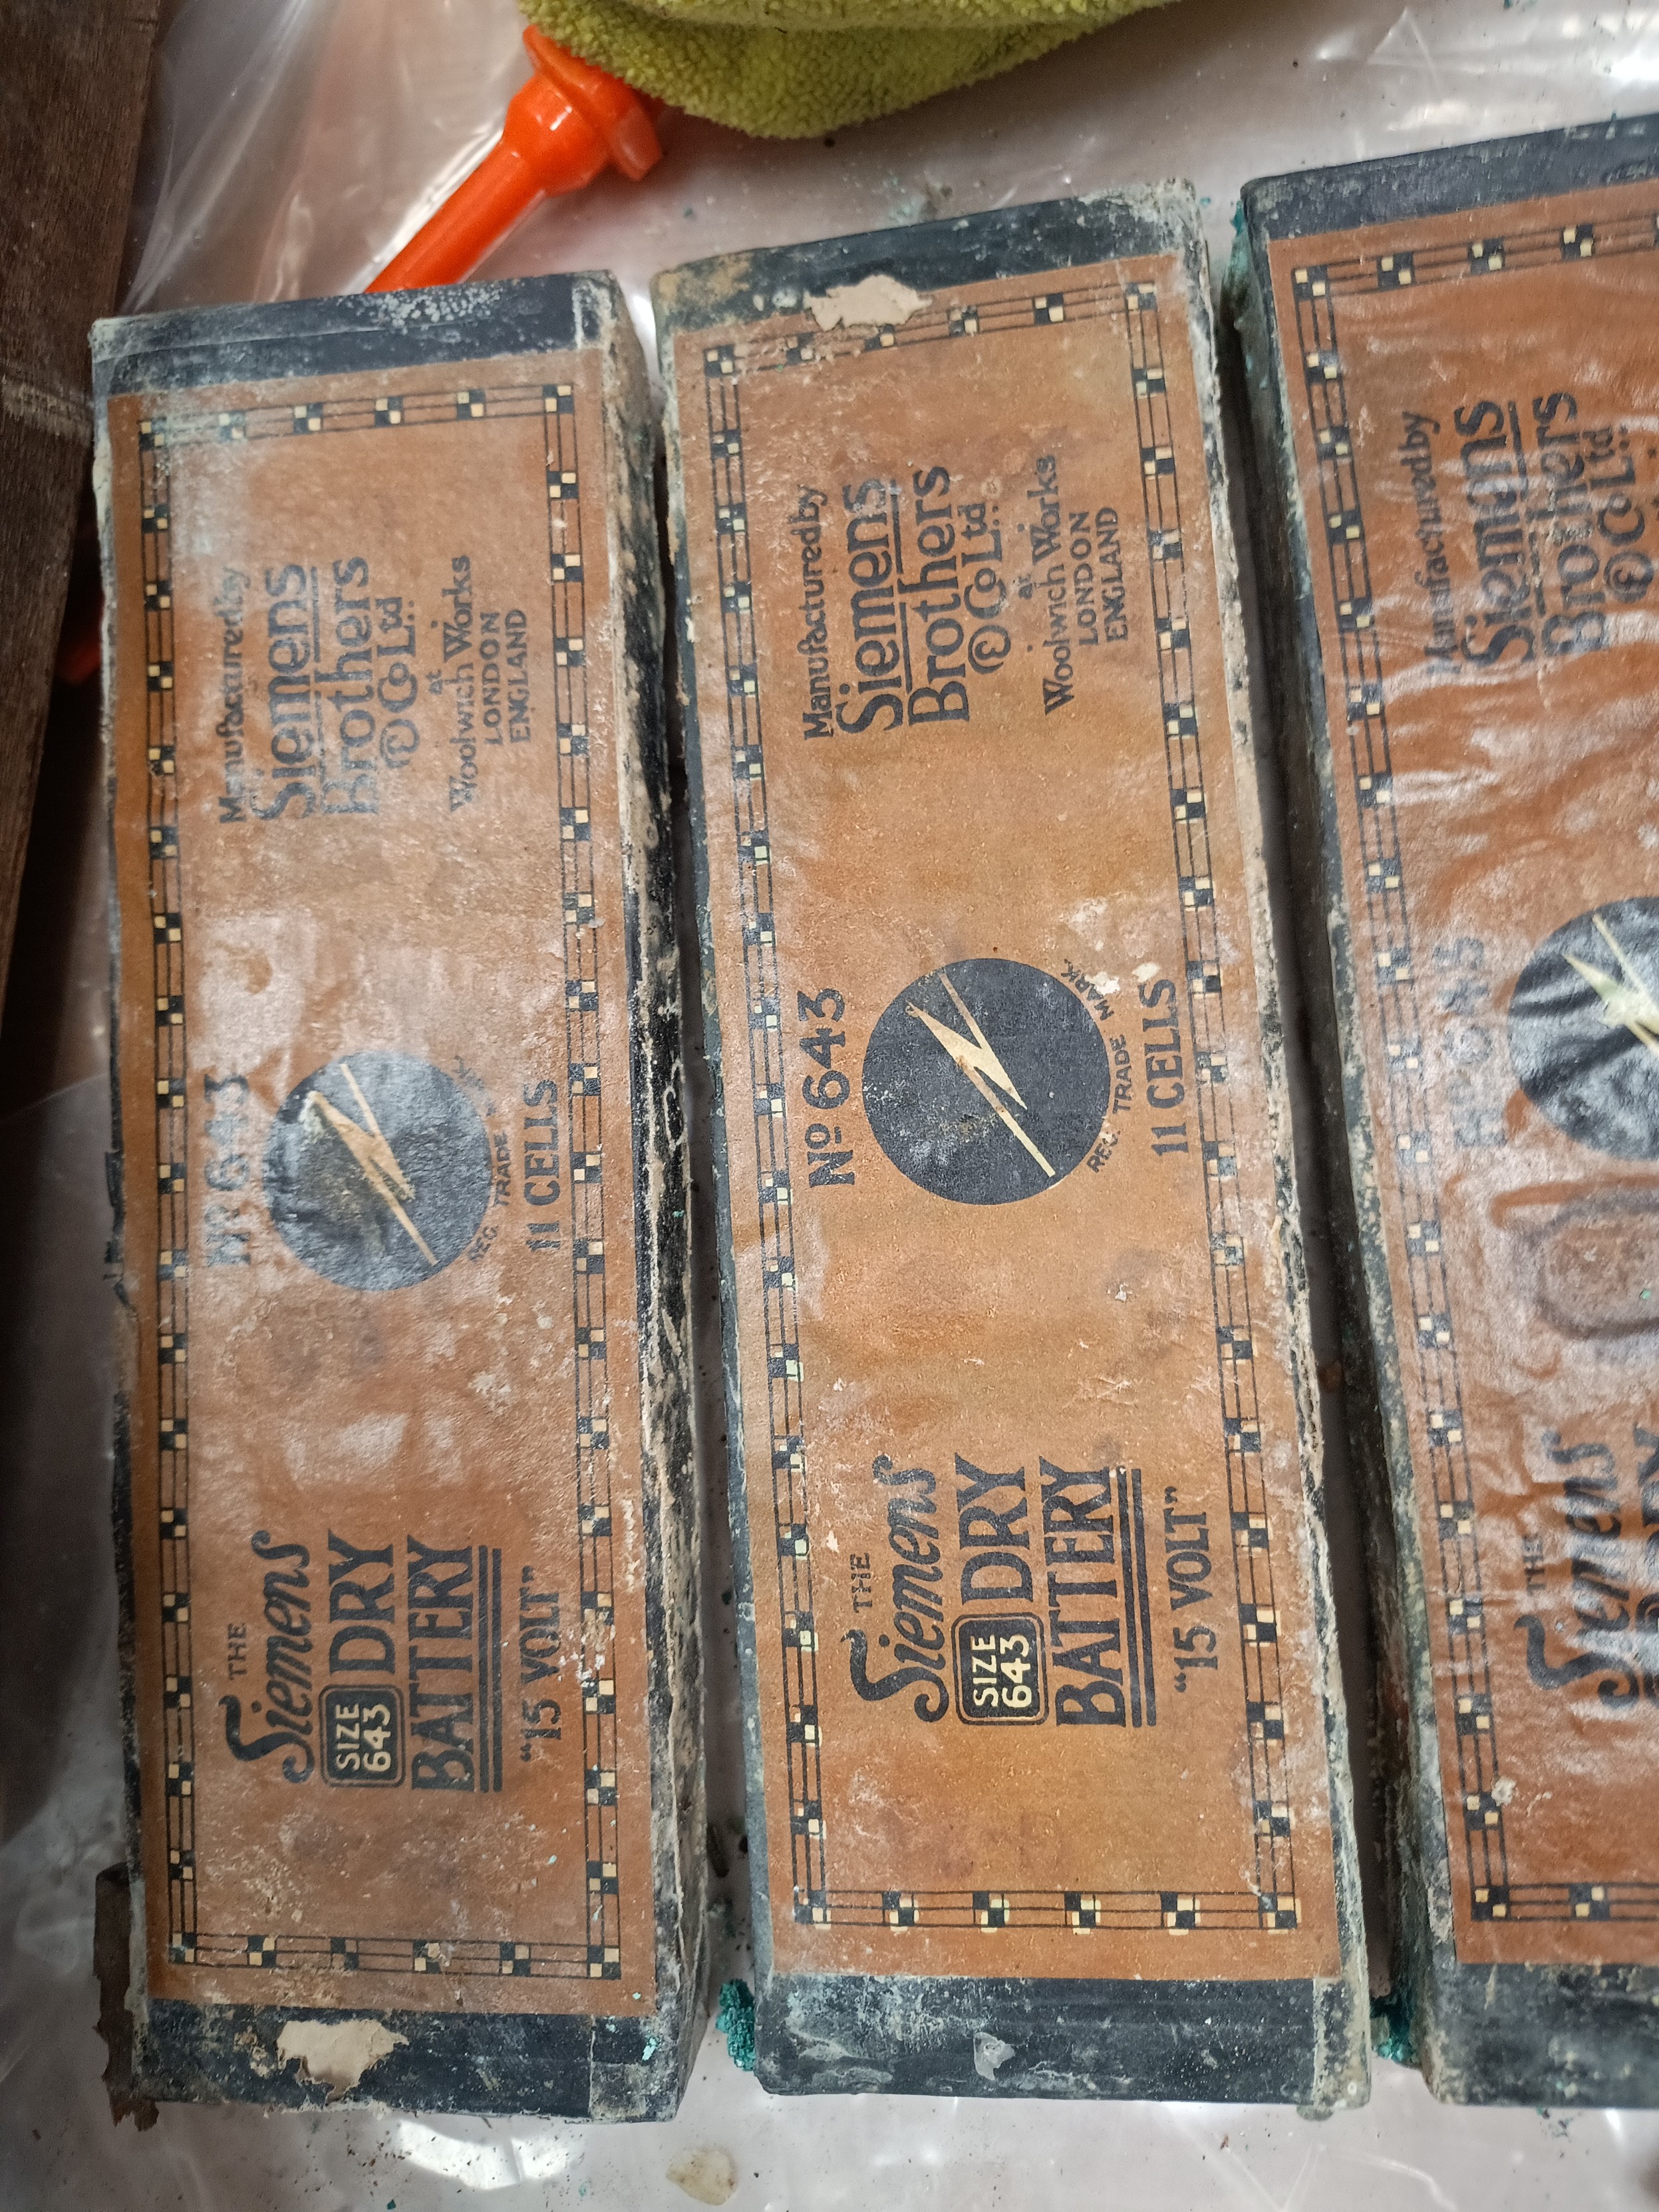 THE
Siemens
SIZE
643
DRY
BATTERY
"15 VOLT"
Nº 643
REG. TRADE MARK.
11 CELLS
Manufactured by
Siemens
Brothers
& Co Ltd.
at
Woolwich Works
LONDON
ENGLAND
THE
Siemens
SIZE
643
DRY
BATTERY
"15 VOLT"
Nº 643
REG. TRADE MARK.
11 CELLS
Manufactured by
Siemens
Brothers
& Co Ltd.
at
Woolwich Works
LONDON
ENGLAND
THE
Siemens
Manufactured by
Siemens
Brothers
& Co Ltd.